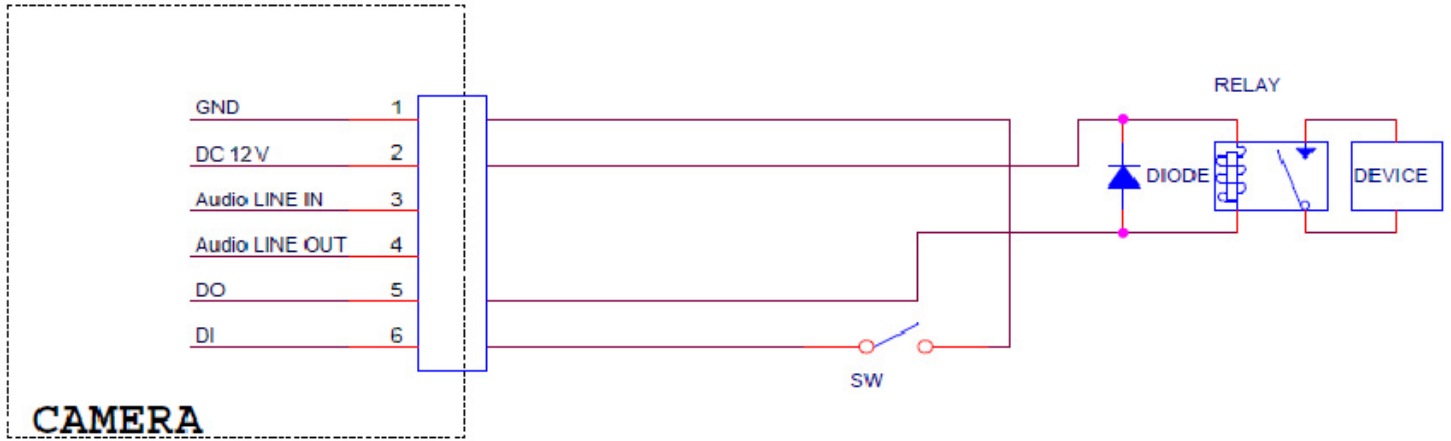 RELAY
GND 1
DC 12 V 2
DIODE
DEVICE
Audio LINE IN 3
Audio LINE OUT 4
DO 5
DI 6
SW
CAMERA